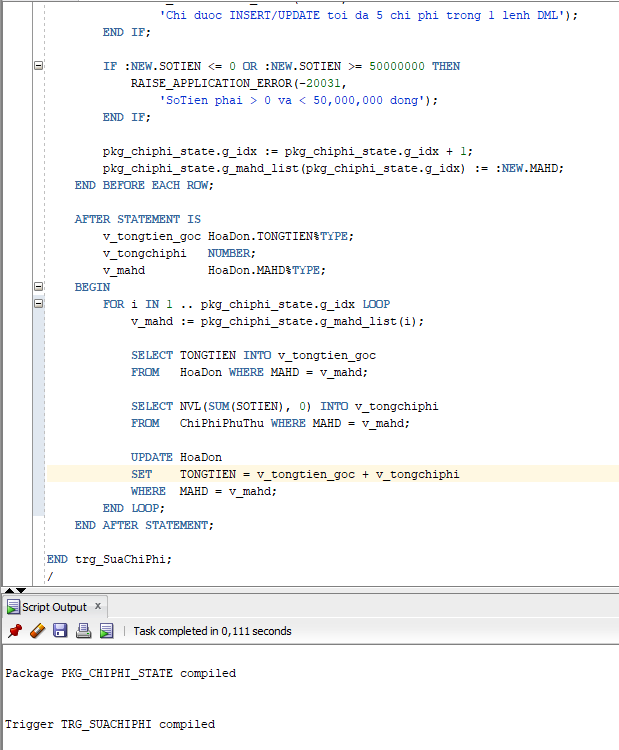 'Chi duoc INSERT/UPDATE toi da 5 chi phi trong 1 lenh DML');
END IF;
IF :NEW.SOTIEN <= 0 OR :NEW.SOTIEN >= 50000000 THEN
RAISE_APPLICATION_ERROR(-20031,
'SoTien phai > 0 va < 50,000,000 dong');
END IF;
pkg_chiphi_state.g_idx := pkg_chiphi_state.g_idx + 1;
pkg_chiphi_state.g_mahd_list(pkg_chiphi_state.g_idx) := :NEW.MAHD;
END BEFORE EACH ROW;
AFTER STATEMENT IS
v_tongtien_goc HoaDon.TONGTIEN%TYPE;
v_tongchiphi NUMBER;
v_mahd HoaDon.MAHD%TYPE;
BEGIN
FOR i IN 1 .. pkg_chiphi_state.g_idx LOOP
v_mahd := pkg_chiphi_state.g_mahd_list(i);
SELECT TONGTIEN INTO v_tongtien_goc
FROM HoaDon WHERE MAHD = v_mahd;
SELECT NVL(SUM(SOTIEN), 0) INTO v_tongchiphi
FROM ChiPhiPhuThu WHERE MAHD = v_mahd;
UPDATE HoaDon
SET TONGTIEN = v_tongtien_goc + v_tongchiphi
WHERE MAHD = v_mahd;
END LOOP;
END AFTER STATEMENT;
END trg_SuaChiPhi;
/
Script Output x
Task completed in 0,111 seconds
Package PKG_CHIPHI_STATE compiled
Trigger TRG_SUACHIPHI compiled